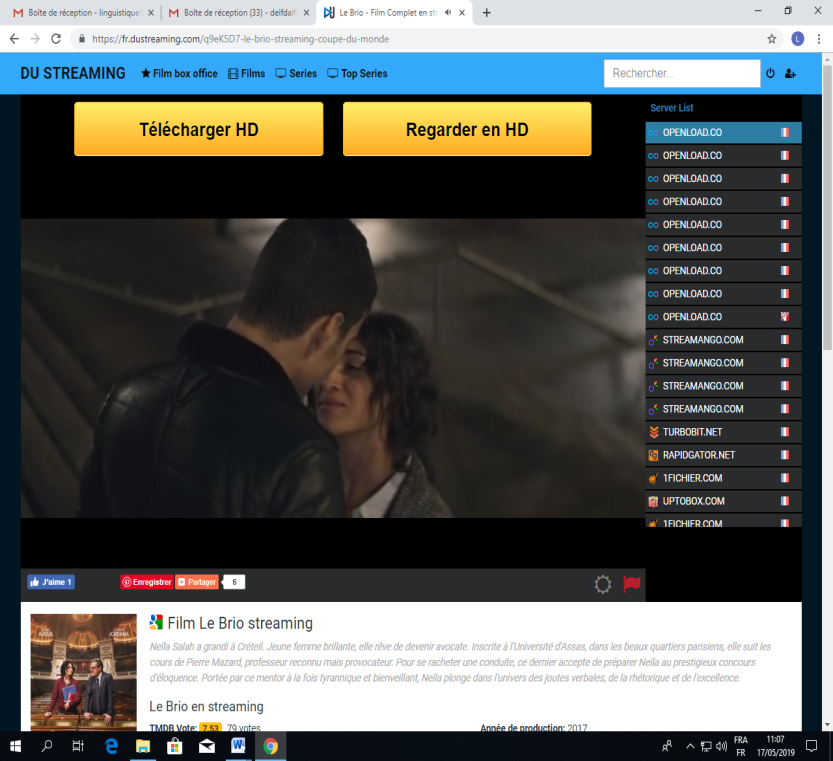 Boîte de réception - linguistique
Boîte de réception (33) - delfdalf
Le Brio - Film Complet en str
https://fr.dustreaming.com/q9eK5D7-le-brio-streaming-coupe-du-monde
L
DU STREAMING
Film box office
Films
Series
Top Series
Rechercher...
Télécharger HD
Regarder en HD
Server List
OPENLOAD.CO
OPENLOAD.CO
OPENLOAD.CO
OPENLOAD.CO
OPENLOAD.CO
OPENLOAD.CO
OPENLOAD.CO
OPENLOAD.CO
OPENLOAD.CO
STREAMANGO.COM
STREAMANGO.COM
STREAMANGO.COM
STREAMANGO.COM
TURBOBIT.NET
RAPIDGATOR.NET
1FICHIER.COM
UPTOBOX.COM
1FICHIER.COM
J'aime 1
Enregistrer
Partager
6
AUTEUIL
JORDANA
Film Le Brio streaming
Neïla Salah a grandi à Créteil. Jeune femme brillante, elle rêve de devenir avocate. Inscrite à l'Université d'Assas, dans les beaux quartiers parisiens, elle suit les
cours de Pierre Mazard, professeur reconnu mais provocateur. Pour se racheter une conduite, ce dernier accepte de préparer Neïla au prestigieux concours
d'éloquence. Portée par ce mentor à la fois tyrannique et bienveillant, Neïla plonge dans l'univers des joutes verbales, de la rhétorique et de l'excellence.
Le Brio en streaming
TMDB Vote: 7.53 79 votes
Année de production: 2017
FRA
FR
11:07
17/05/2019